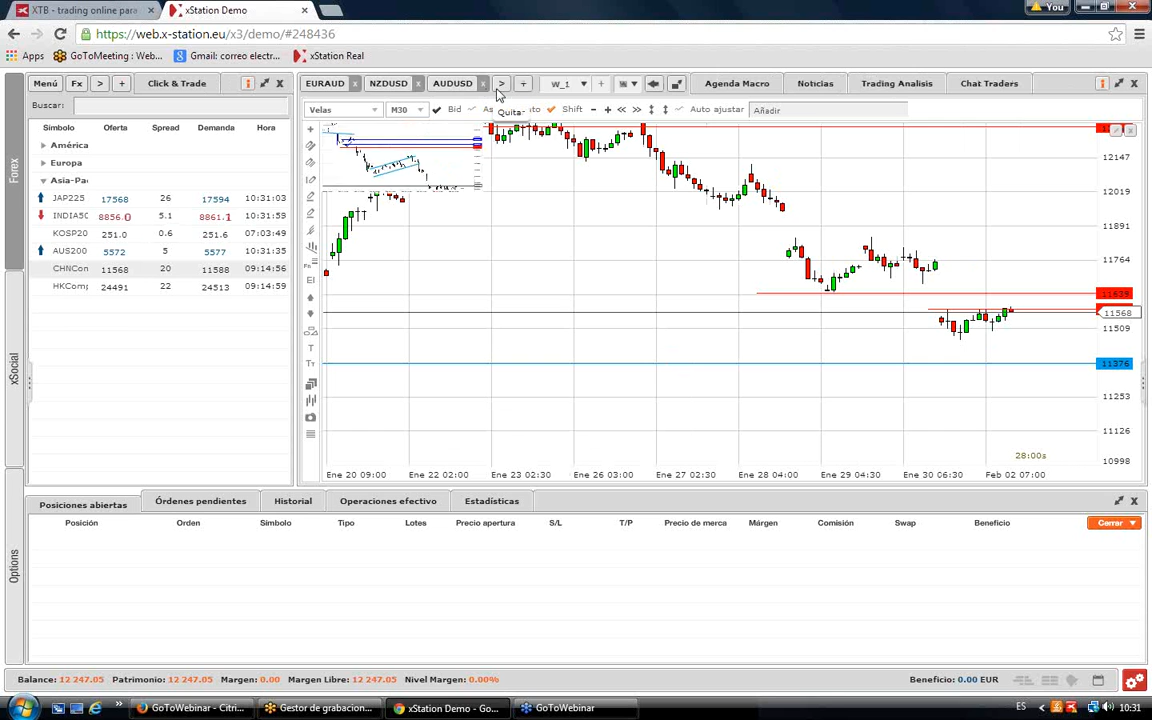 XTB - trading online para
xStation Demo
You
https://web.x-station.eu/x3/demo/#248436
Apps
GoToMeeting : Web...
Gmail: correo electr...
xStation Real
Menú
Fx
>
+
Click & Trade
EURAUD x
NZDUSD x
AUDUSD x
>
+
W_1
+
W
Agenda Macro
Noticias
Trading Analisis
Chat Traders
Quita
Buscar:
Velas
M30
Bid
Shift
Auto ajustar
Añadir
Símbolo Oferta Spread Demanda Hora
América
Europa
Asia-Pa
JAP225 17568 26 17594 10:31:03
INDIA50 8856.0 5.1 8861.1 10:31:59
KOSP20 251.0 0.6 251.6 07:03:49
AUS200 5572 5 5577 10:31:35
CHNCon 11568 20 11588 09:14:56
HKComp 24491 22 24513 09:14:59
Forex
xSocial
Options
12147
12019
11891
11764
11639
11568
11509
11376
11253
11126
10998
28:00s
Ene 20 09:00 Ene 22 02:00 Ene 23 02:30 Ene 26 03:00 Ene 27 02:30 Ene 28 04:00 Ene 29 04:30 Ene 30 06:30 Feb 02 07:00
Posiciones abiertas
Órdenes pendientes
Historial
Operaciones efectivo
Estadísticas
Posición Orden Símbolo Tipo Lotes Precio apertura S/L T/P Precio de merca Márgen Comisión Swap Beneficio
Cerrar
Balance: 12 247.05 Patrimonio: 12 247.05 Margen: 0.00 Margen Libre: 12 247.05 Nivel Margen: 0.00%
Beneficio: 0.00 EUR
GoToWebinar - Citri...
Gestor de grabacion...
xStation Demo - Go...
GoToWebinar
ES
10:31